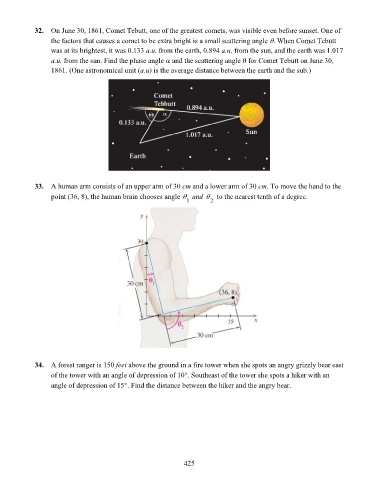 32. On June 30, 1861, Comet Tebutt, one of the greatest comets, was visible even before sunset. One of
the factors that causes a comet to be extra bright is a small scattering angle θ. When Comet Tebutt
was at its brightest, it was 0.133 a.u. from the earth, 0.894 a.u. from the sun, and the earth was 1.017
a.u. from the sun. Find the phase angle α and the scattering angle θ for Comet Tebutt on June 30,
1861. (One astronomical unit (a.u) is the average distance between the earth and the sub.)
Comet
Tebbutt
0.894 a.u.
θ α
0.133 a.u.
1.017 a.u.
Sun
Earth
33. A human arm consists of an upper arm of 30 cm and a lower arm of 30 cm. To move the hand to the
point (36, 8), the human brain chooses angle θ1 and θ2 to the nearest tenth of a degree.
y
30
30 cm
θ1
(36, 8)
θ2
35
x
30 cm
34. A forest ranger is 150 feet above the ground in a fire tower when she spots an angry grizzly bear east
of the tower with an angle of depression of 10°. Southeast of the tower she spots a hiker with an
angle of depression of 15°. Find the distance between the hiker and the angry bear.
425